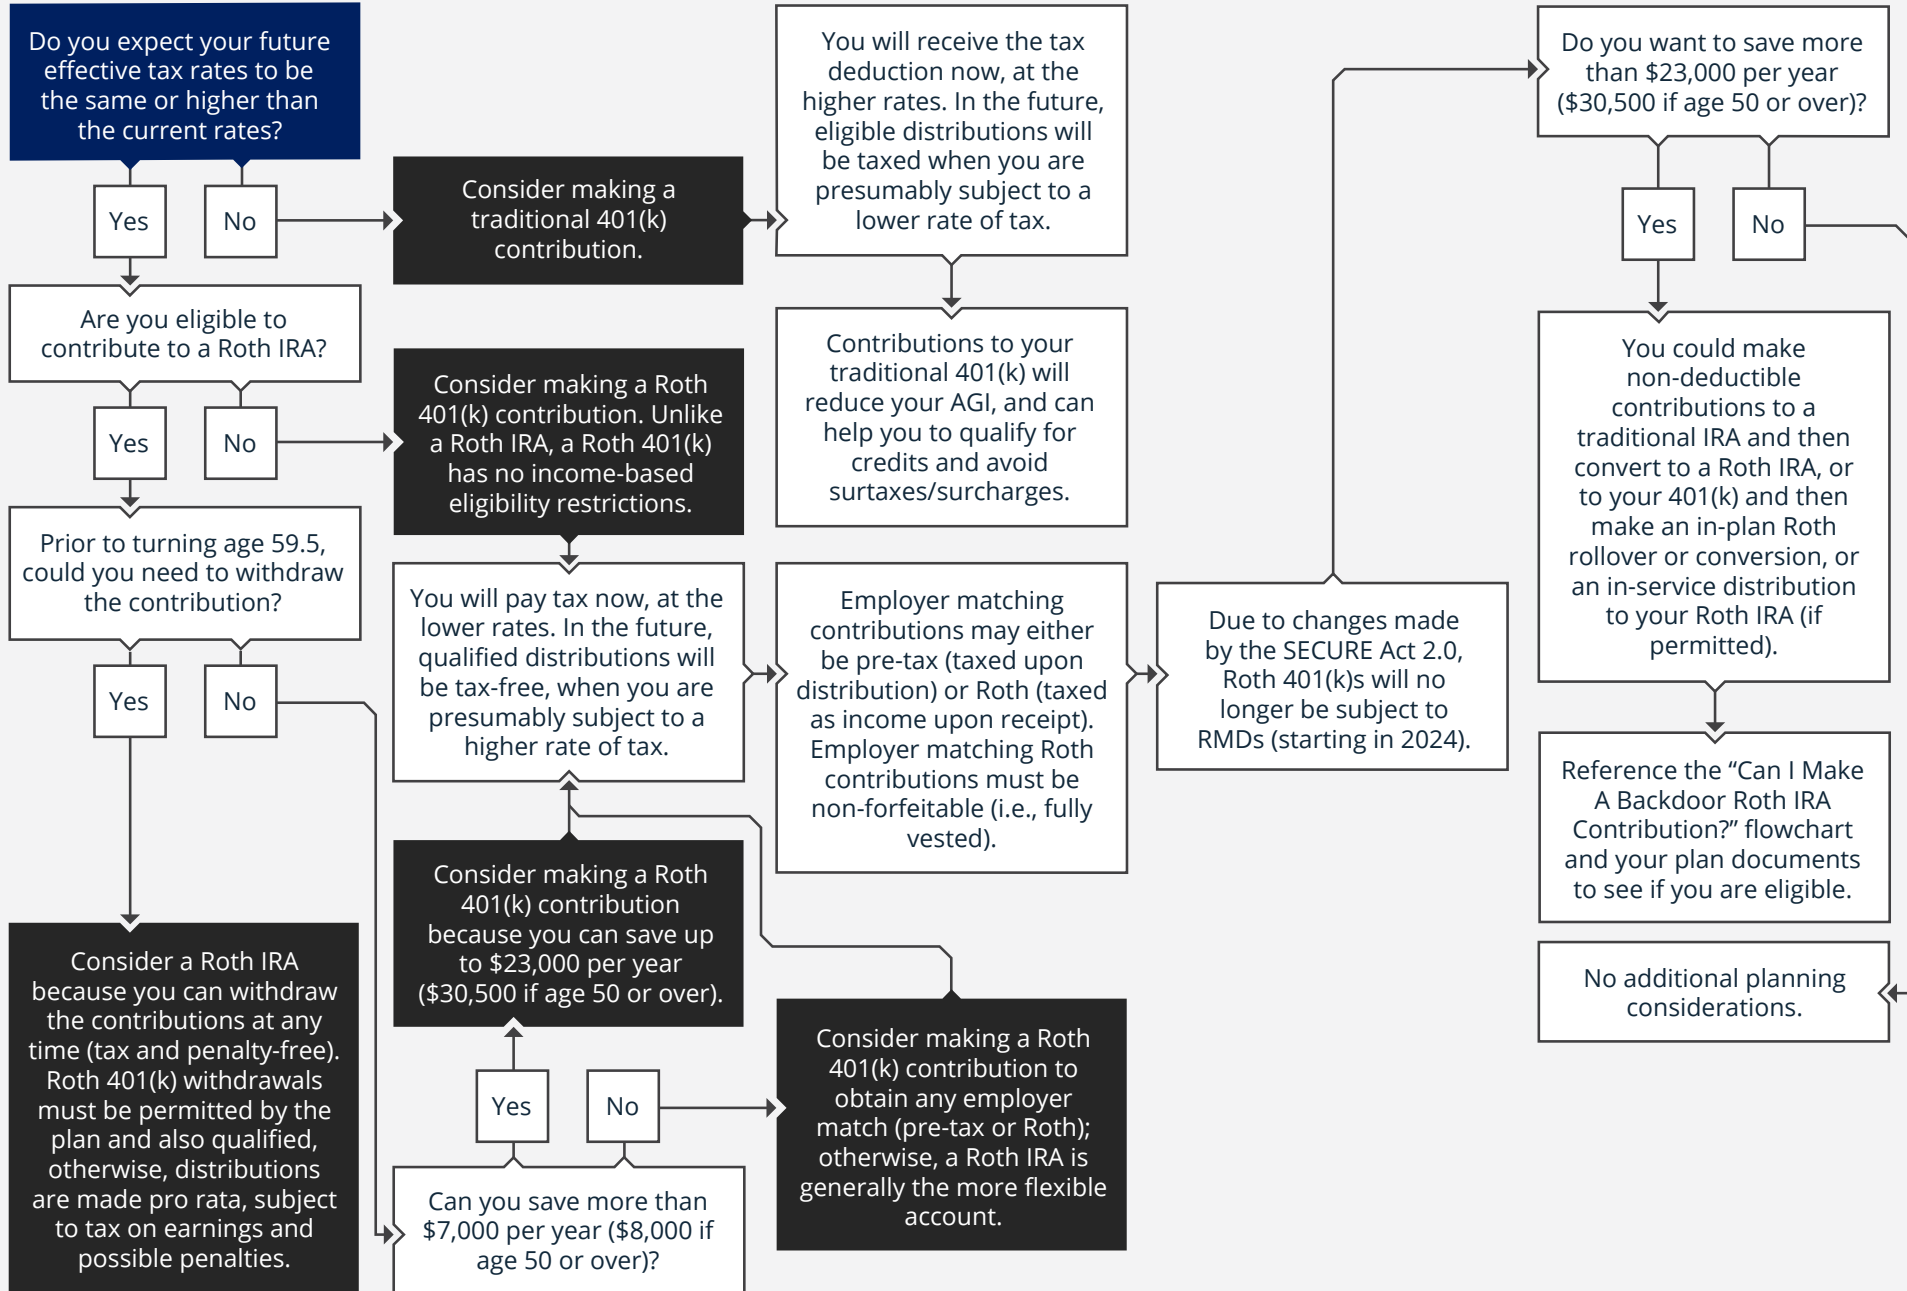 Do you expect your future
effective tax rates to be
the same or higher than
the current rates?
Yes
No
Are you eligible to
contribute to a Roth IRA?
Yes
No
Prior to turning age 59.5,
could you need to withdraw
the contribution?
Yes
No
Consider a Roth IRA
because you can withdraw
the contributions at any
time (tax and penalty-free).
Roth 401(k) withdrawals
must be permitted by the
plan and also qualified,
otherwise, distributions
are made pro rata, subject
to tax on earnings and
possible penalties.
Consider making a
traditional 401(k)
contribution.
Consider making a Roth
401(k) contribution. Unlike
a Roth IRA, a Roth 401(k)
has no income-based
eligibility restrictions.
You will pay tax now, at the
lower rates. In the future,
qualified distributions will
be tax-free, when you are
presumably subject to a
higher rate of tax.
Consider making a Roth
401(k) contribution
because you can save up
to $23,000 per year
($30,500 if age 50 or over).
Yes
No
Can you save more than
$7,000 per year ($8,000 if
age 50 or over)?
You will receive the tax
deduction now, at the
higher rates. In the future,
eligible distributions will
be taxed when you are
presumably subject to a
lower rate of tax.
Contributions to your
traditional 401(k) will
reduce your AGI, and can
help you to qualify for
credits and avoid
surtaxes/surcharges.
Employer matching
contributions may either
be pre-tax (taxed upon
distribution) or Roth (taxed
as income upon receipt).
Employer matching Roth
contributions must be
non-forfeitable (i.e., fully
vested).
Consider making a Roth
401(k) contribution to
obtain any employer
match (pre-tax or Roth);
otherwise, a Roth IRA is
generally the more flexible
account.
Due to changes made
by the SECURE Act 2.0,
Roth 401(k)s will no
longer be subject to
RMDs (starting in 2024).
Do you want to save more
than $23,000 per year
($30,500 if age 50 or over)?
Yes
No
You could make
non-deductible
contributions to a
traditional IRA and then
convert to a Roth IRA, or
to your 401(k) and then
make an in-plan Roth
rollover or conversion, or
an in-service distribution
to your Roth IRA (if
permitted).
Reference the “Can I Make
A Backdoor Roth IRA
Contribution?” flowchart
and your plan documents
to see if you are eligible.
No additional planning
considerations.